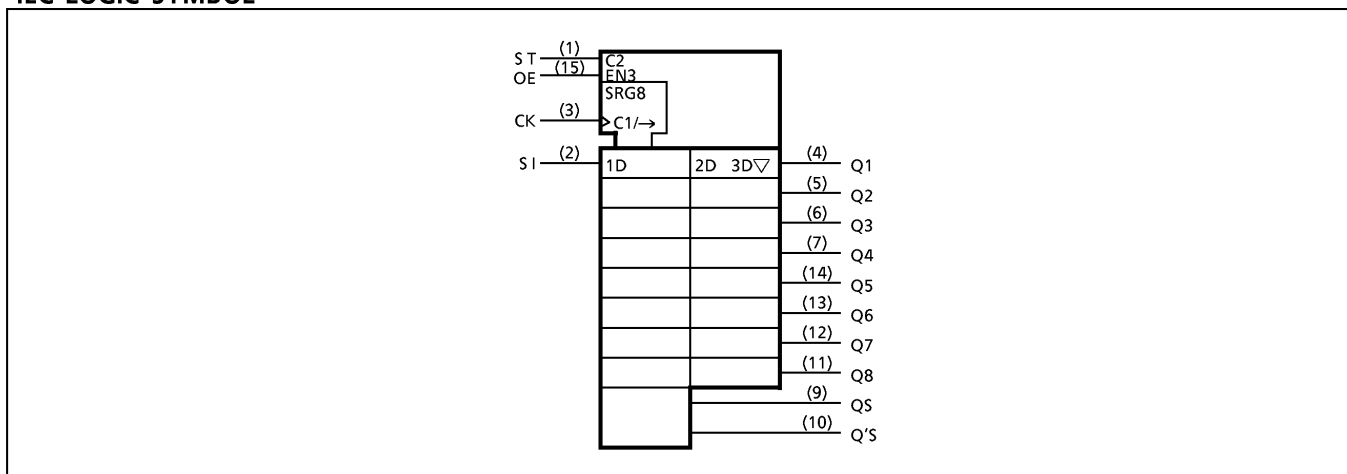 IEC LOGIC SYMBOL
ST (1) C2
OE (15) EN3
SRG8
CK (3) C1/→
SI (2) 1D 2D 3D▽ (4) Q1
(5) Q2
(6) Q3
(7) Q4
(14) Q5
(13) Q6
(12) Q7
(11) Q8
(9) QS
(10) Q'S